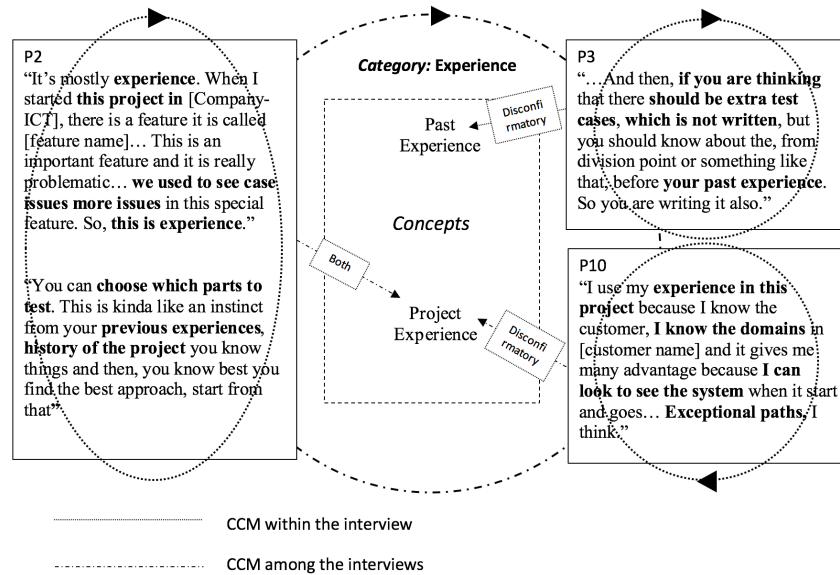 P2
“It’s mostly experience. When I
started this project in [Company-
ICT], there is a feature it is called
[feature name]… This is an
important feature and it is really
problematic… we used to see case
issues more issues in this special
feature. So, this is experience.”
“You can choose which parts to
test. This is kinda like an instinct
from your previous experiences,
history of the project you know
things and then, you know best you
find the best approach, start from
that”
Category: Experience
Disconfi
rmatory
Past
Experience
Concepts
Both
Project
Experience
Disconfi
rmatory
P3
“…And then, if you are thinking
that there should be extra test
cases, which is not written, but
you should know about the, from
division point or something like
that, before your past experience.
So you are writing it also.”
P10
“I use my experience in this
project because I know the
customer, I know the domains in
[customer name] and it gives me
many advantage because I can
look to see the system when it start
and goes… Exceptional paths, I
think.”
CCM within the interview
CCM among the interviews